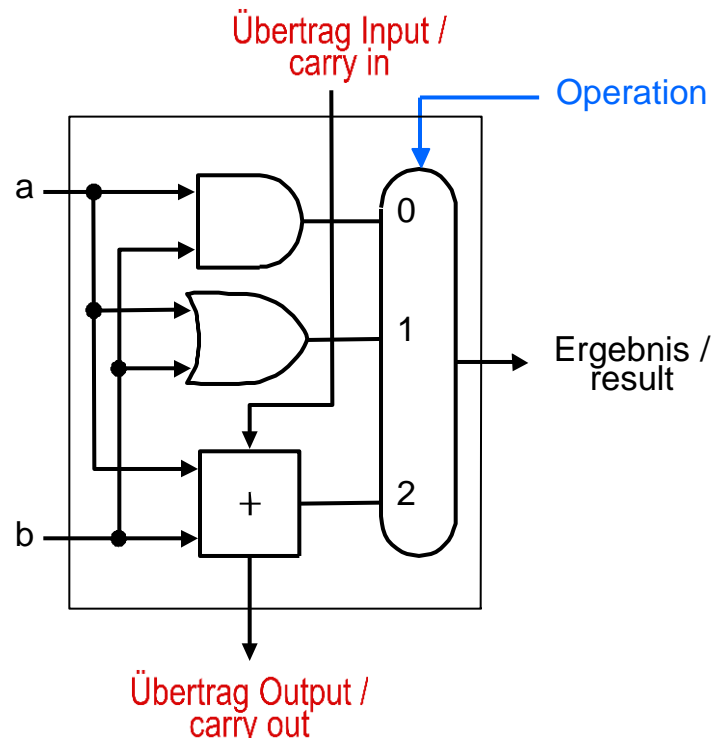 Übertrag Input /
carry in
Operation
a
0
1
Ergebnis /
result
2
+
b
Übertrag Output /
carry out